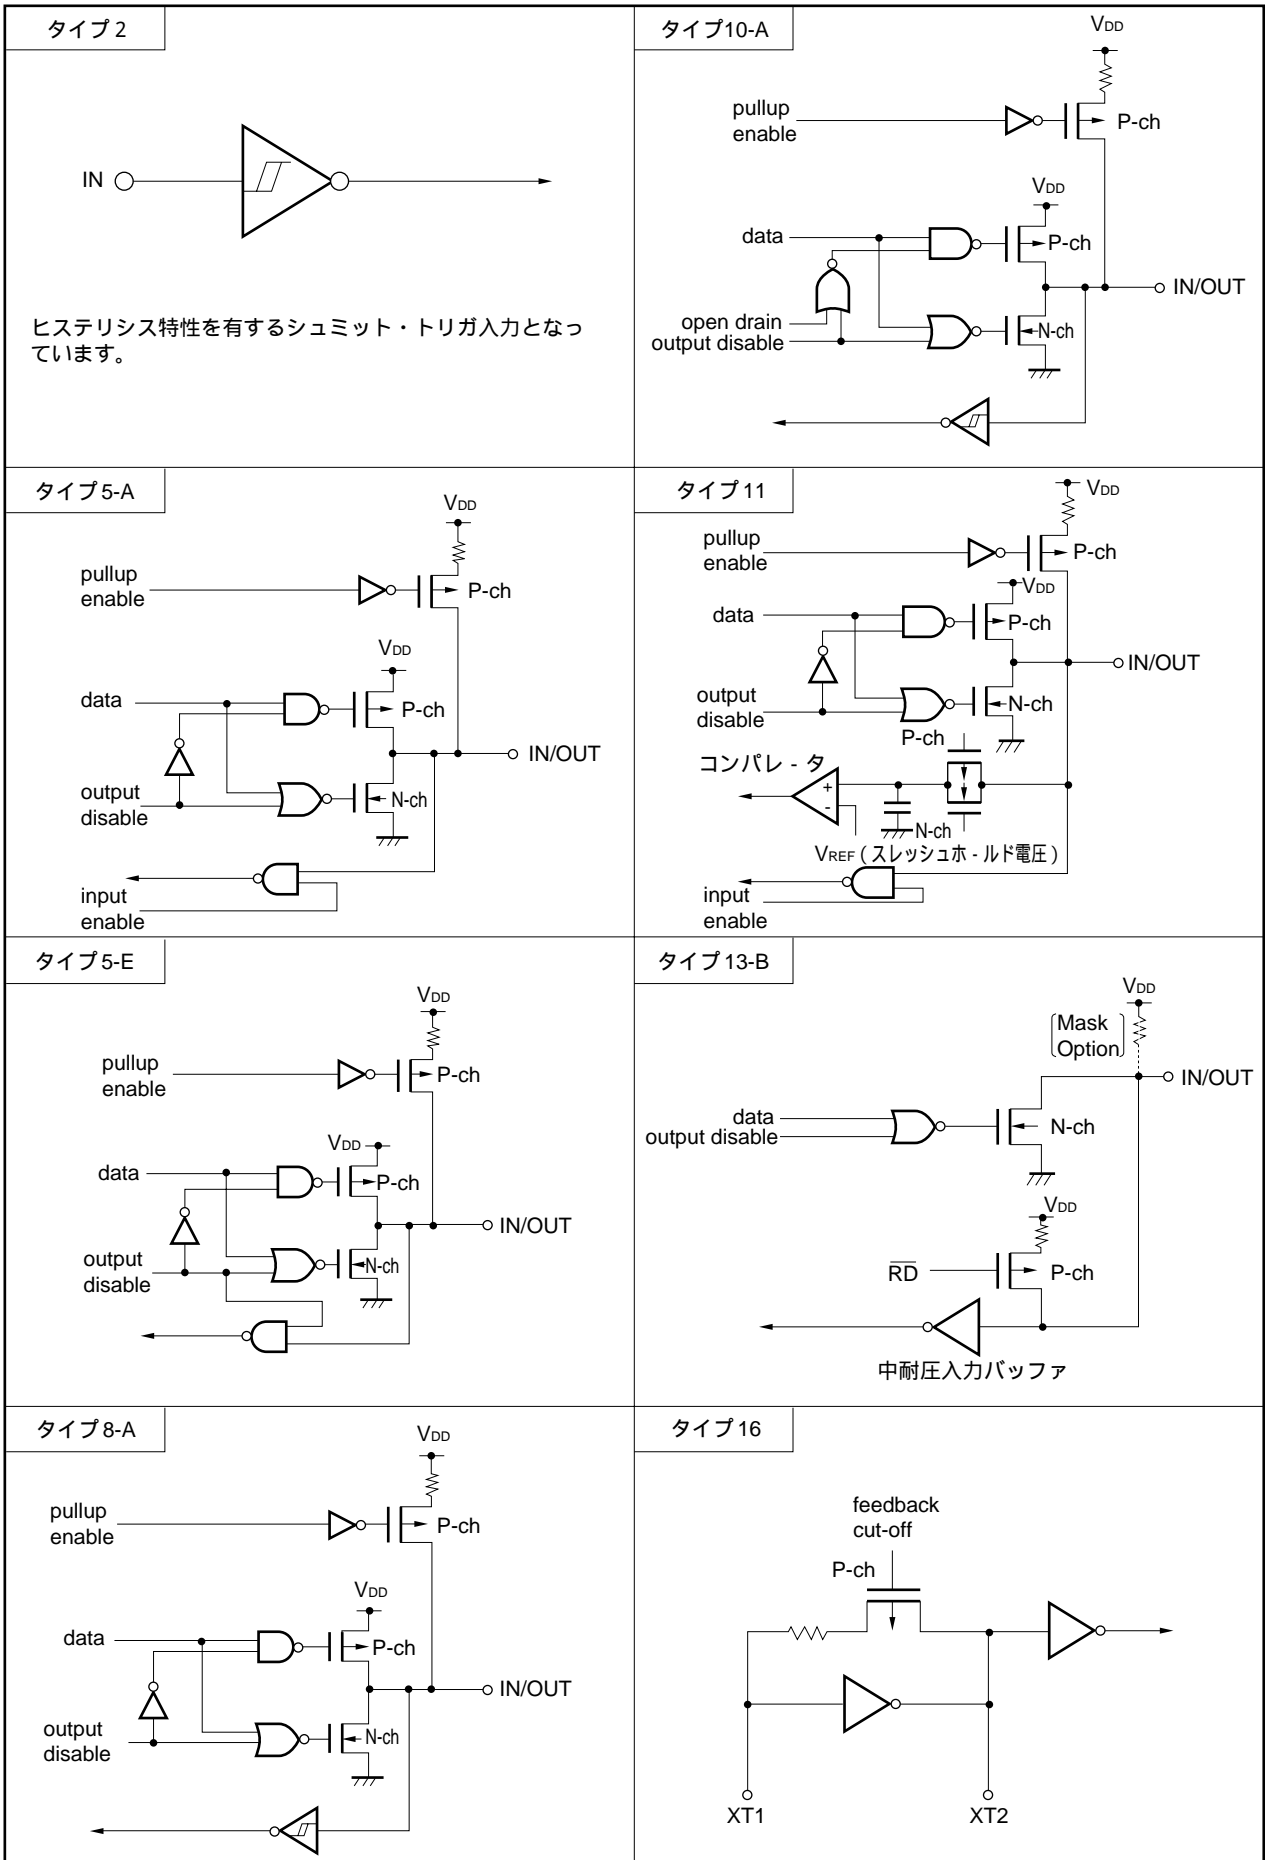 タイプ 2
IN
ヒステリシス特性を有するシュミット・トリガ入力となっ
ています。
タイプ10-A
VDD
pullup
enable
P-ch
VDD
data
P-ch
IN/OUT
open drain
output disable
N-ch
タイプ5-A
VDD
pullup
enable
P-ch
VDD
data
P-ch
IN/OUT
output
disable
N-ch
input
enable
タイプ11
VDD
pullup
enable
P-ch
VDD
data
P-ch
IN/OUT
output
disable
N-ch
P-ch
コンパレ - タ
+
-
N-ch
VREF ( スレッシュホ - ルド電圧 )
input
enable
タイプ5-E
VDD
pullup
enable
P-ch
VDD
data
P-ch
IN/OUT
output
disable
N-ch
タイプ13-B
VDD
Mask
Option
IN/OUT
data
output disable
N-ch
VDD
R̅D̅
P-ch
中耐圧入力バッファ
タイプ8-A
VDD
pullup
enable
P-ch
VDD
data
P-ch
IN/OUT
output
disable
N-ch
タイプ16
feedback
cut-off
P-ch
XT1
XT2